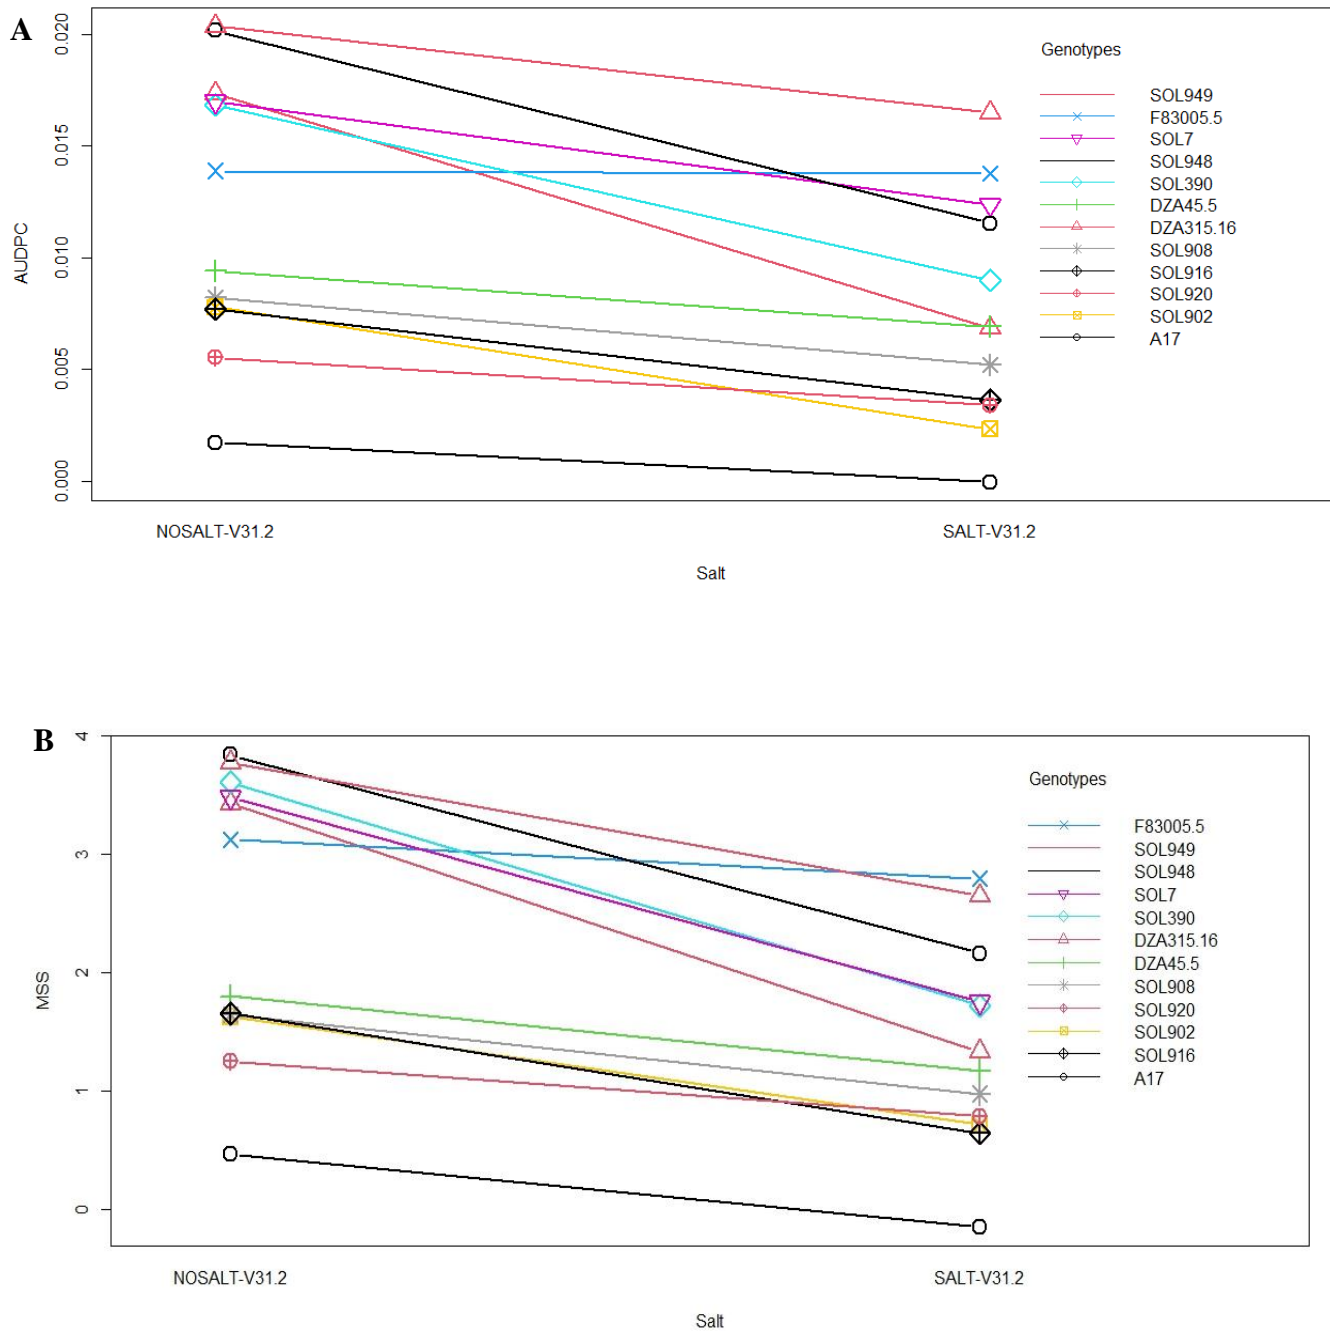 A
0.020
0.015
0.010
0.005
0.000
AUDPC
Genotypes
SOL949
F83005.5
SOL7
SOL948
SOL390
DZA45.5
DZA315.16
SOL908
SOL916
SOL920
SOL902
A17
NOSALT-V31.2
SALT-V31.2
Salt
B
4
3
2
1
0
MSS
Genotypes
F83005.5
SOL949
SOL948
SOL7
SOL390
DZA315.16
DZA45.5
SOL908
SOL920
SOL902
SOL916
A17
NOSALT-V31.2
SALT-V31.2
Salt